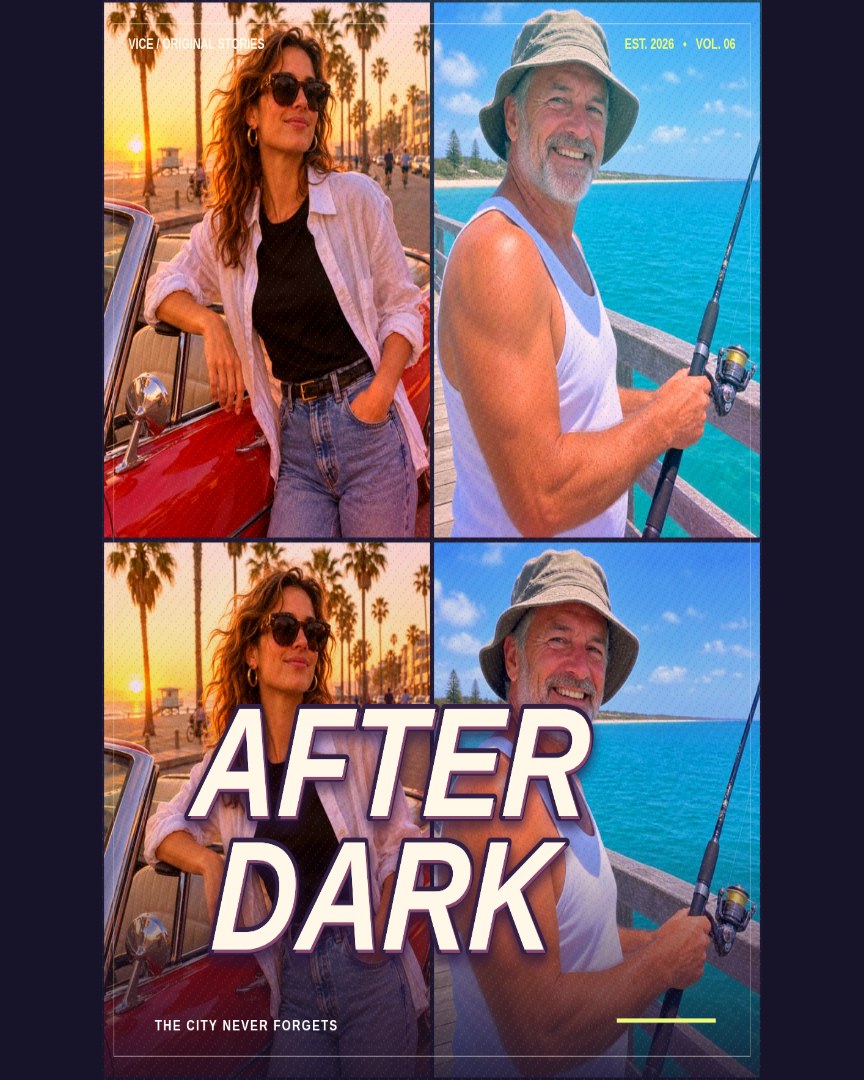 VICE / ORIGINAL STORIES
EST. 2026 • VOL. 06
AFTER
DARK
THE CITY NEVER FORGETS